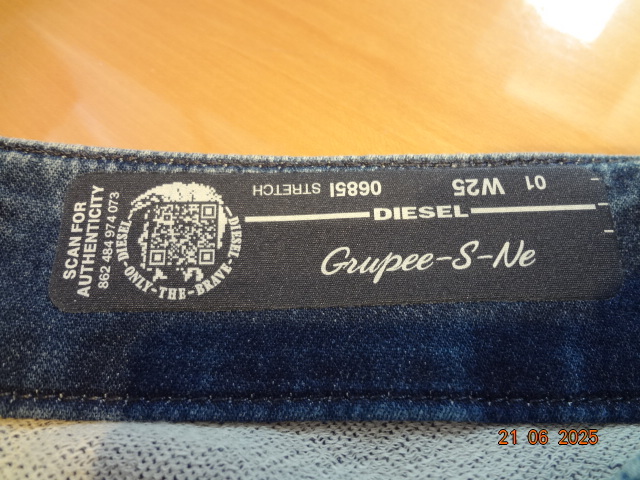 SCAN FOR
AUTHENTICITY
862 484 974 073
DIESEL
ONLY-THE-BRAVE
DIESEL
01 W25 0685I STRETCH
DIESEL
Grupee-S-Ne
21 06 2025